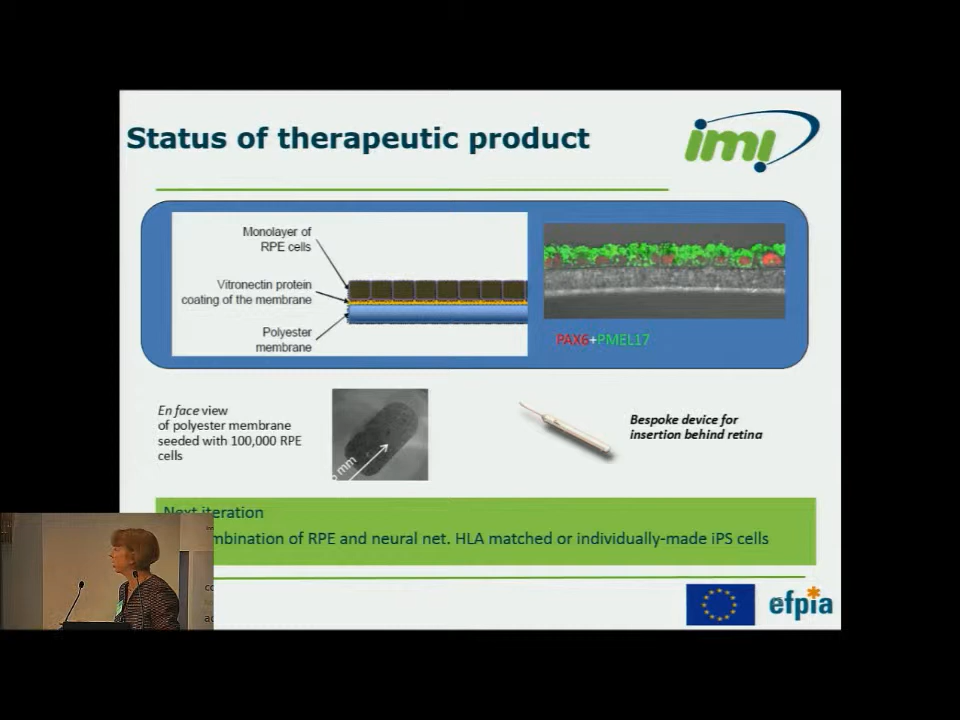 Status of therapeutic product
imi
Monolayer of
RPE cells
Vitronectin protein
coating of the membrane
Polyester
membrane
PAX6+PMEL17
En face view
of polyester membrane
seeded with 100,000 RPE
cells
mm
Bespoke device for
insertion behind retina
Next iteration
mbination of RPE and neural net. HLA matched or individually-made iPS cells
efpia